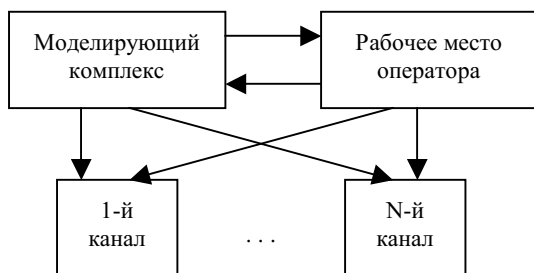 Моделирующий
комплекс
Рабочее место
оператора
1-й
канал
. . .
N-й
канал